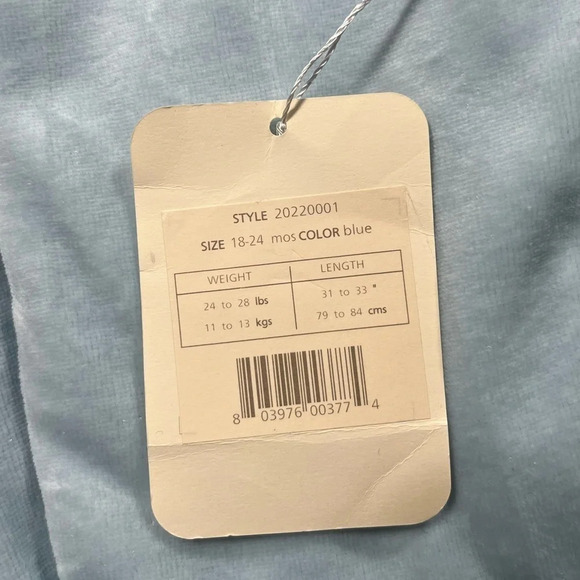 STYLE 20220001
SIZE 18-24 mos COLOR blue
WEIGHT LENGTH
24 to 28 lbs 31 to 33 "
11 to 13 kgs 79 to 84 cms
8 03976 00377 4